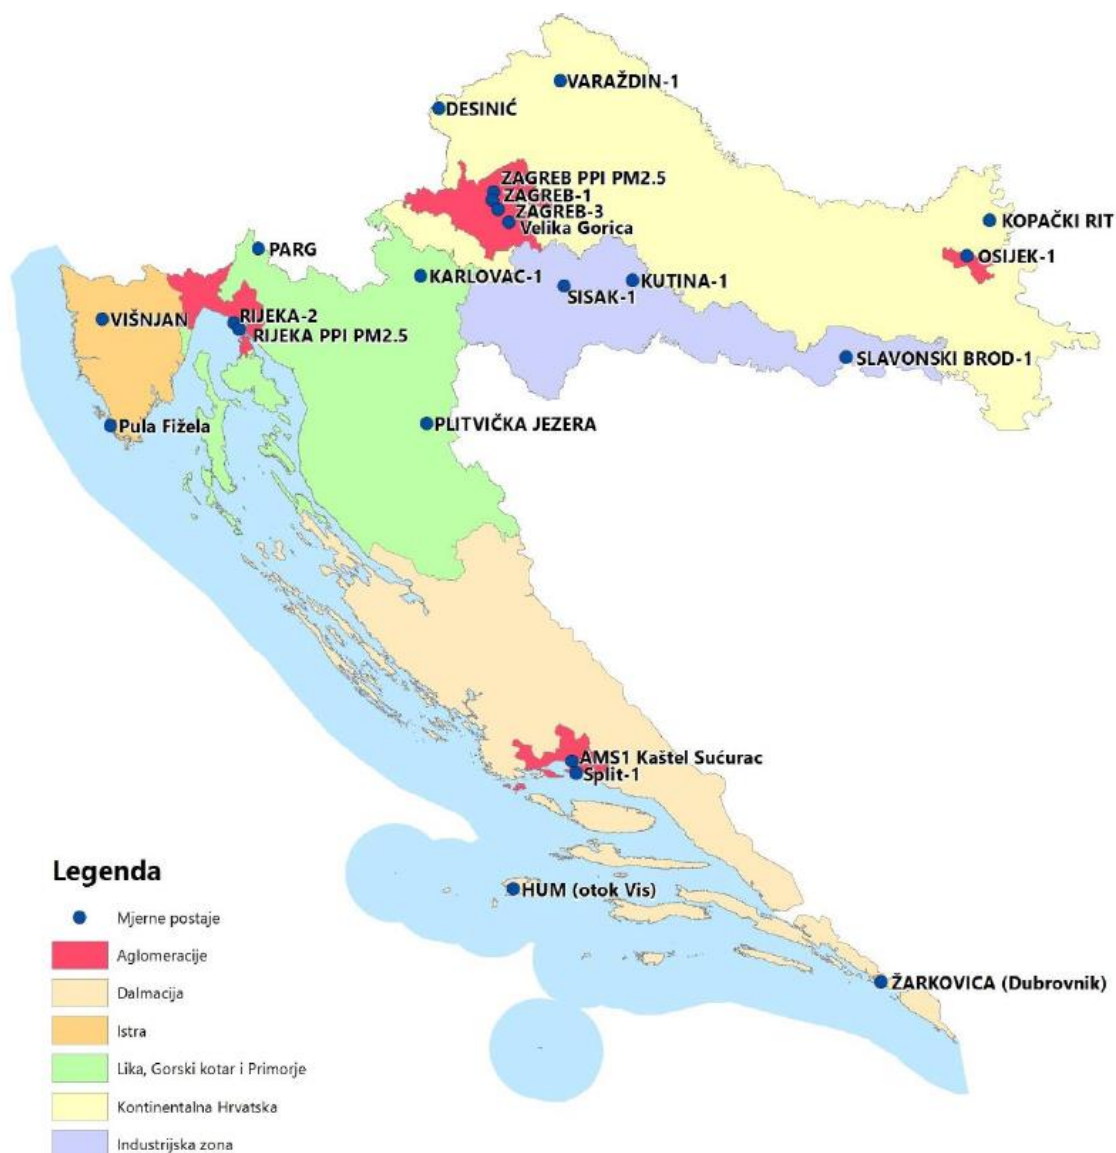 VARAŽDIN-1
DESINIĆ
ZAGREB PPI PM2.5
ZAGREB-1
ZAGREB-3
Velika Gorica
KOPAČKI RIT
PARG
OSIJEK-1
KARLOVAC-1
KUTINA-1
SISAK-1
VIŠNJAN
RIJEKA-2
RIJEKA PPI PM2.5
SLAVONSKI BROD-1
Pula Fižela
PLITVIČKA JEZERA
AMS1 Kaštel Sućurac
Split-1
HUM (otok Vis)
ŽARKOVICA (Dubrovnik)
Legenda
Mjerne postaje
Aglomeracije
Dalmacija
Istra
Lika, Gorski kotar i Primorje
Kontinentalna Hrvatska
Industrijska zona